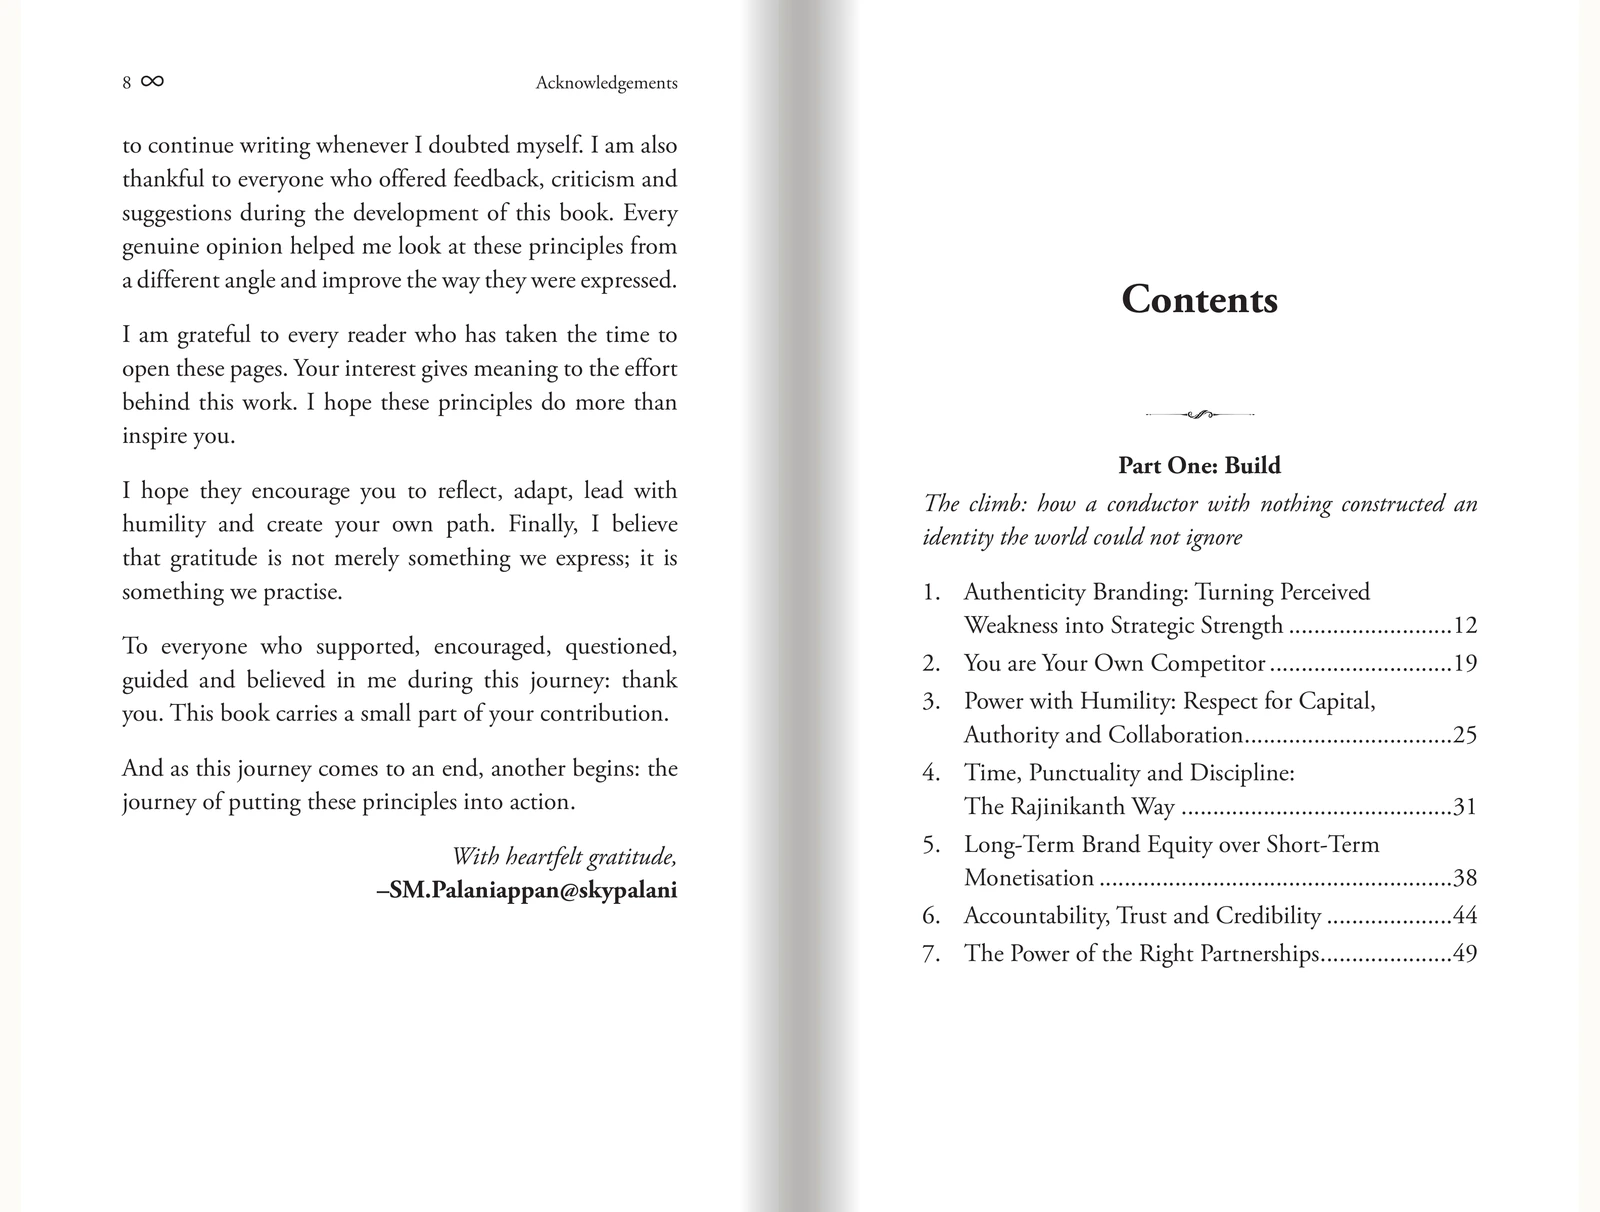 8 ∞ Acknowledgements
to continue writing whenever I doubted myself. I am also
thankful to everyone who offered feedback, criticism and
suggestions during the development of this book. Every
genuine opinion helped me look at these principles from
a different angle and improve the way they were expressed.
I am grateful to every reader who has taken the time to
open these pages. Your interest gives meaning to the effort
behind this work. I hope these principles do more than
inspire you.
I hope they encourage you to reflect, adapt, lead with
humility and create your own path. Finally, I believe
that gratitude is not merely something we express; it is
something we practise.
To everyone who supported, encouraged, questioned,
guided and believed in me during this journey: thank
you. This book carries a small part of your contribution.
And as this journey comes to an end, another begins: the
journey of putting these principles into action.
With heartfelt gratitude,
–SM.Palaniappan@skypalani
Contents
Part One: Build
The climb: how a conductor with nothing constructed an
identity the world could not ignore
1. Authenticity Branding: Turning Perceived
Weakness into Strategic Strength ..........................12
2. You are Your Own Competitor .............................19
3. Power with Humility: Respect for Capital,
Authority and Collaboration.................................25
4. Time, Punctuality and Discipline:
The Rajinikanth Way ...........................................31
5. Long-Term Brand Equity over Short-Term
Monetisation ........................................................38
6. Accountability, Trust and Credibility ....................44
7. The Power of the Right Partnerships.....................49